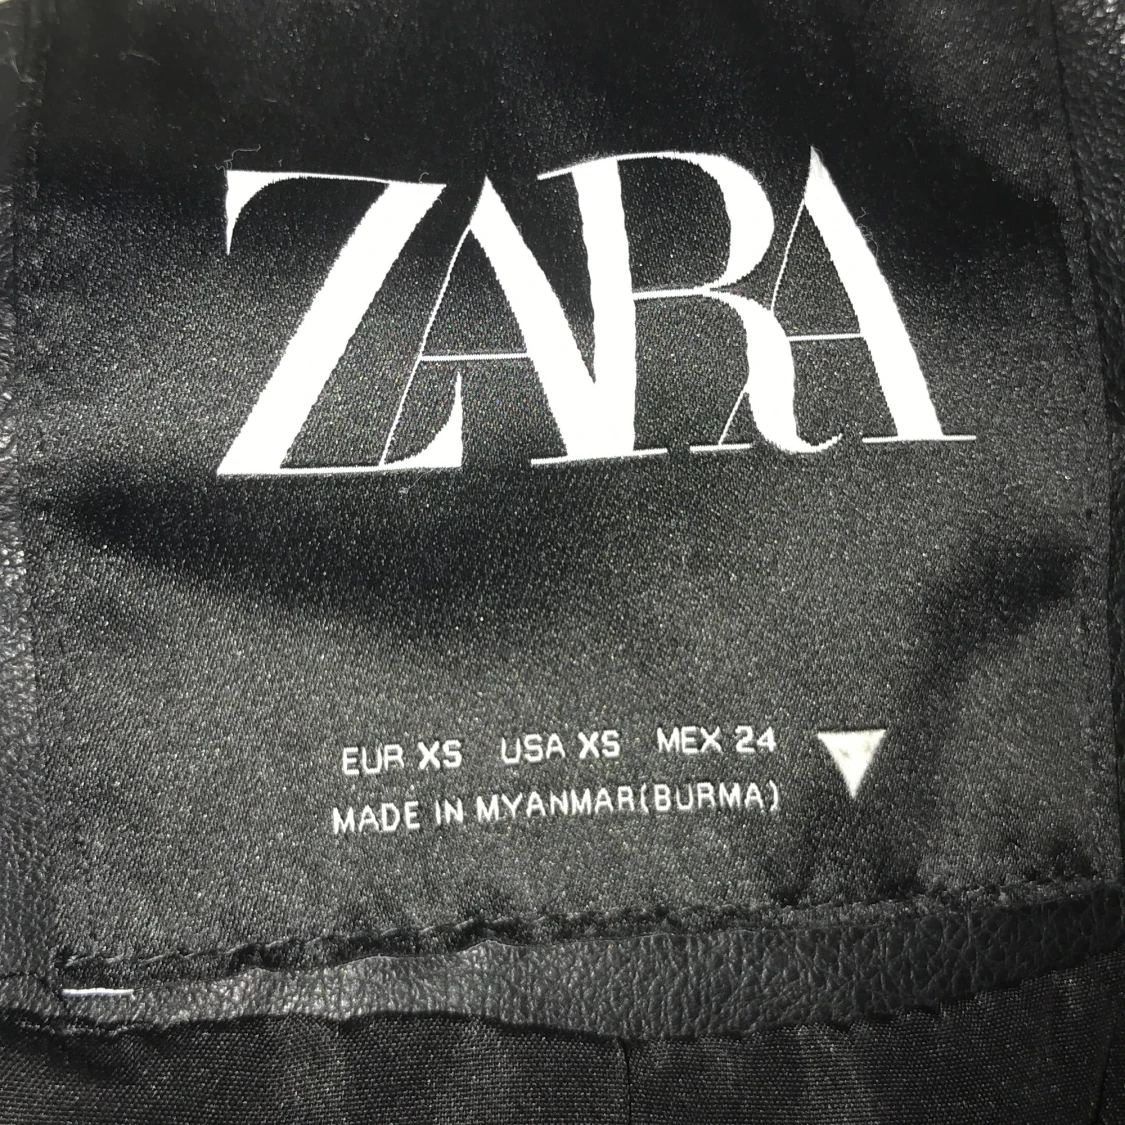 ZARA
EUR XS USA XS MEX 24
MADE IN MYANMAR(BURMA)